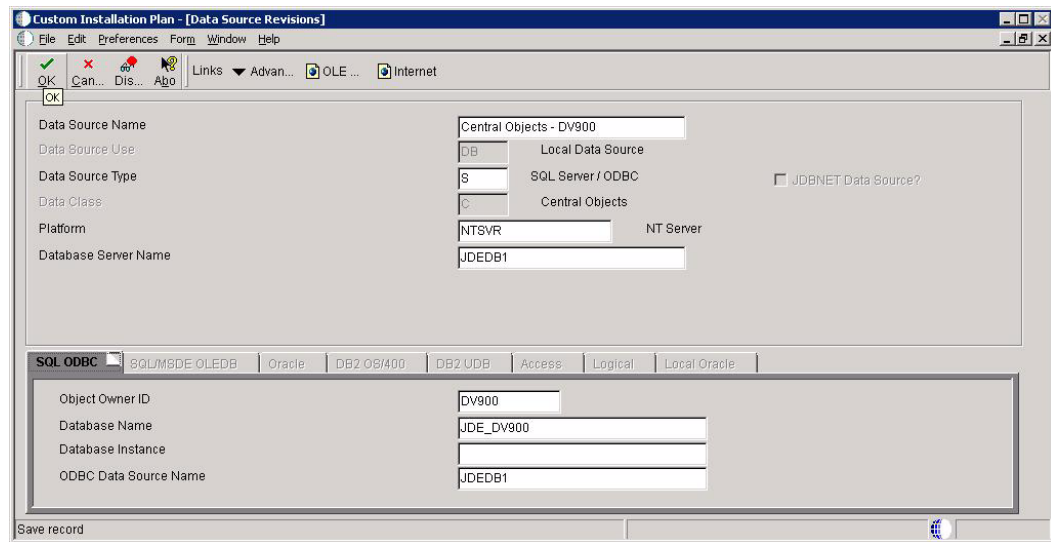 Custom Installation Plan - [Data Source Revisions]
File Edit Preferences Form Window Help
OK Can... Dis... Abo Links Advan... OLE ... Internet
OK
Data Source Name Central Objects - DV900
Data Source Use DB Local Data Source
Data Source Type S SQL Server / ODBC JDBNET Data Source?
Data Class C Central Objects
Platform NTSVR NT Server
Database Server Name JDEDB1
SQL ODBC SQL/MSDE OLEDB Oracle DB2 OS/400 DB2 UDB Access Logical Local Oracle
Object Owner ID DV900
Database Name JDE_DV900
Database Instance
ODBC Data Source Name JDEDB1
Save record